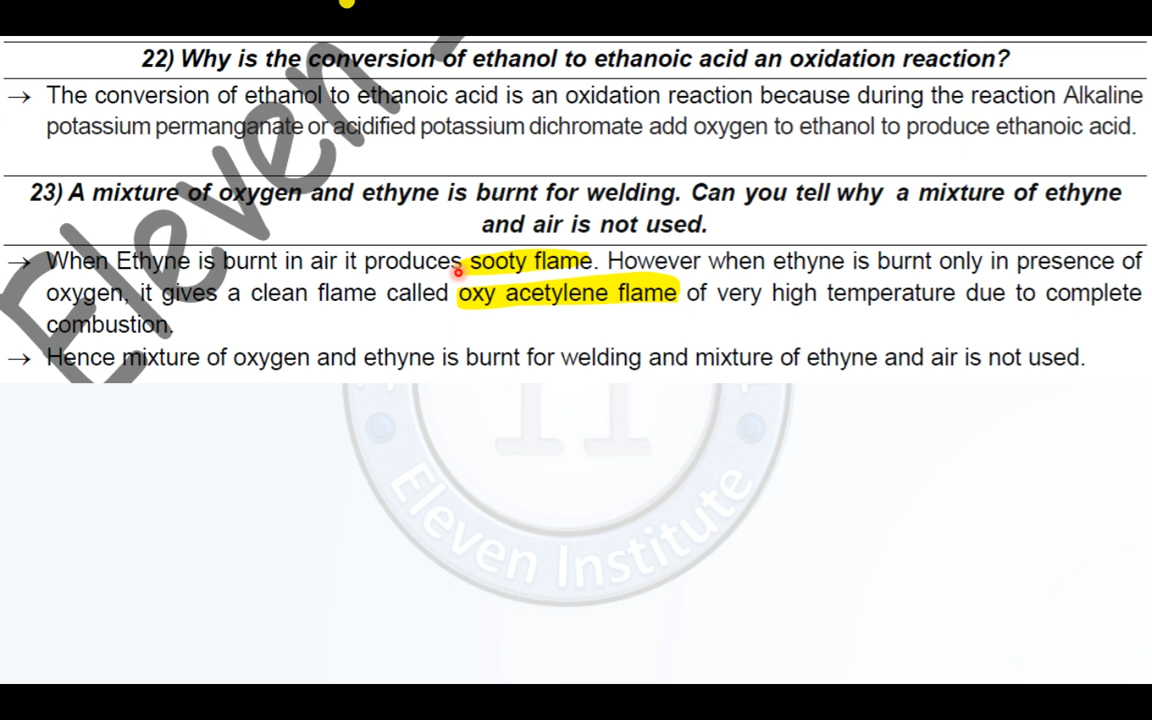 22) Why is the conversion of ethanol to ethanoic acid an oxidation reaction?
→ The conversion of ethanol to ethanoic acid is an oxidation reaction because during the reaction Alkaline
potassium permanganate or acidified potassium dichromate add oxygen to ethanol to produce ethanoic acid.
23) A mixture of oxygen and ethyne is burnt for welding. Can you tell why a mixture of ethyne
and air is not used.
→ When Ethyne is burnt in air it produces sooty flame. However when ethyne is burnt only in presence of
oxygen, it gives a clean flame called oxy acetylene flame of very high temperature due to complete
combustion.
→ Hence mixture of oxygen and ethyne is burnt for welding and mixture of ethyne and air is not used.
Eleven
11
Eleven Institute